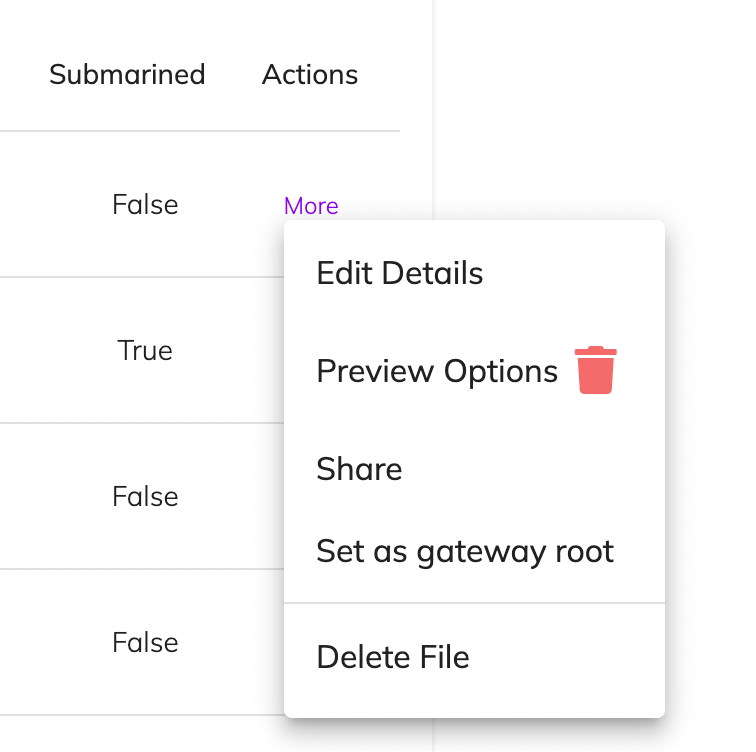 Submarined Actions
False More
Edit Details
True
Preview Options
Share
False
Set as gateway root
False
Delete File